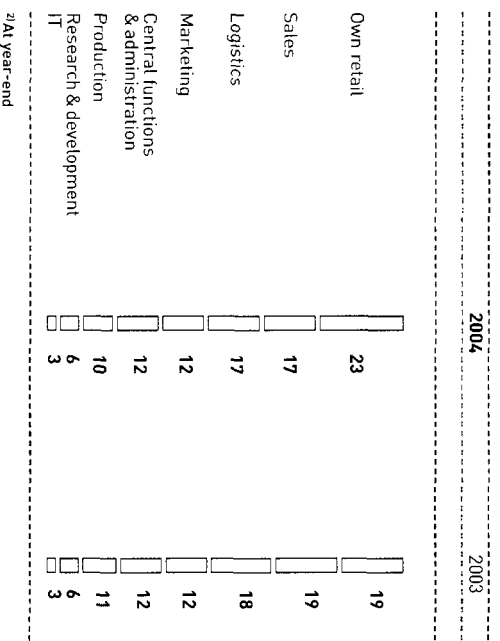 2004 2003
Own retail 23 19
Sales 17 19
Logistics 17 18
Marketing 12 12
Central functions
& administration 12 12
Production 10 11
Research & development 6 6
IT 3 3
2) At year-end